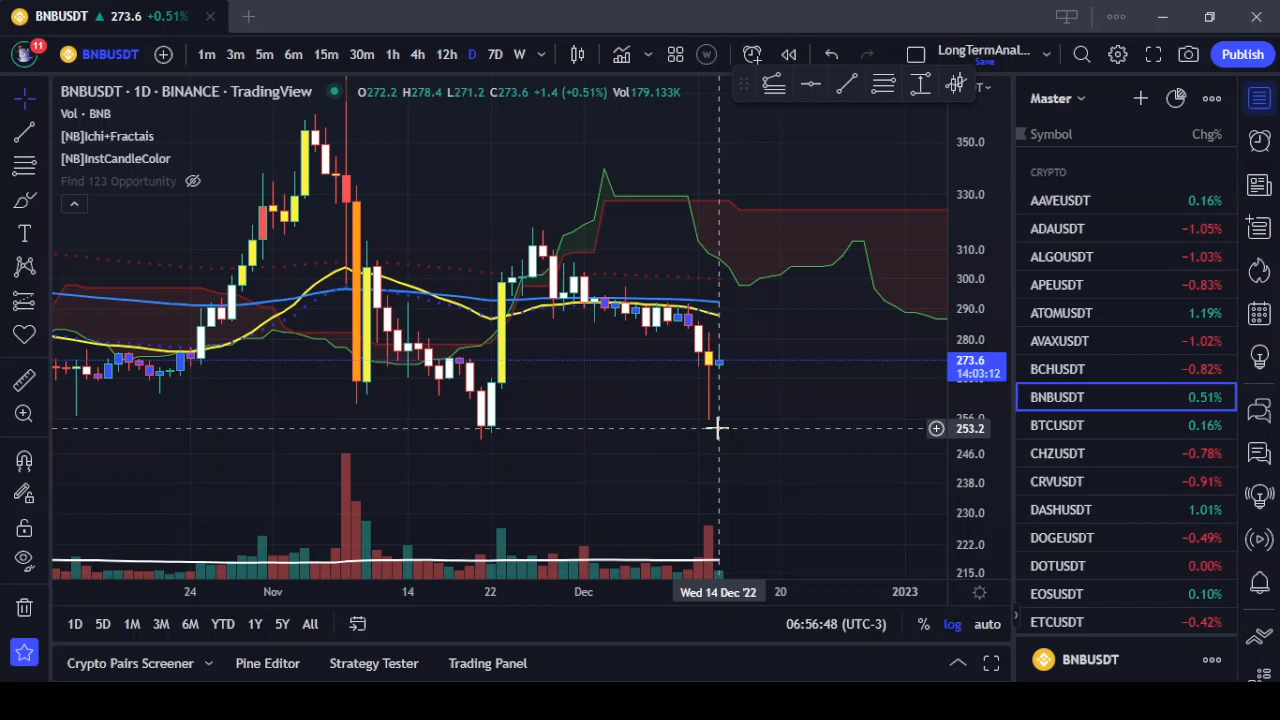 BNBUSDT ▲ 273.6 +0.51%
11 BNBUSDT 1m 3m 5m 6m 15m 30m 1h 4h 12h D 7D W LongTermAnal... Save Publish
BNBUSDT · 1D · BINANCE · TradingView O272.2 H278.4 L271.2 C273.6 +1.4 (+0.51%) Vol179.133K
Vol · BNB
[NB]Ichi+Fractais
[NB]InstCandleColor
Find 123 Opportunity
350.0
330.0
310.0
300.0
290.0
280.0
273.6
14:03:12
253.2
246.0
238.0
230.0
222.0
215.0
24 Nov 14 22 Dec Wed 14 Dec '22 20 2023
1D 5D 1M 3M 6M YTD 1Y 5Y All 06:56:48 (UTC-3) % log auto
Crypto Pairs Screener Pine Editor Strategy Tester Trading Panel
Master
Symbol Chg%
CRYPTO
AAVEUSDT 0.16%
ADAUSDT −1.05%
ALGOUSDT −1.03%
APEUSDT −0.83%
ATOMUSDT 1.19%
AVAXUSDT −1.02%
BCHUSDT −0.82%
BNBUSDT 0.51%
BTCUSDT 0.16%
CHZUSDT −0.78%
CRVUSDT −0.91%
DASHUSDT 1.01%
DOGEUSDT −0.49%
DOTUSDT 0.00%
EOSUSDT 0.10%
ETCUSDT −0.42%
BNBUSDT